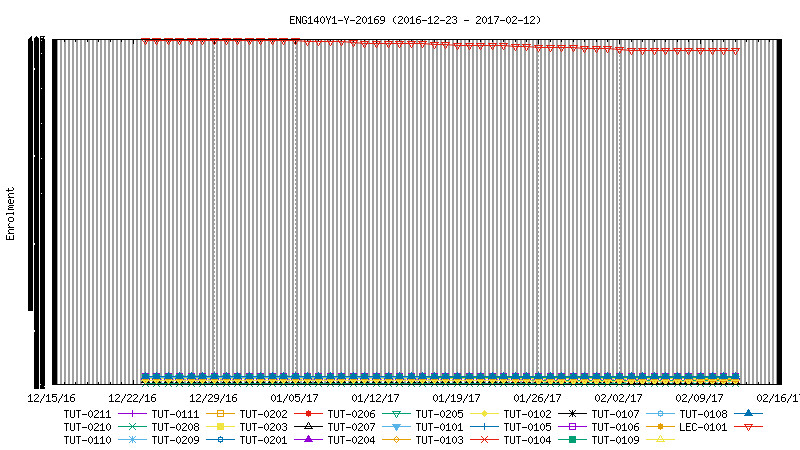 ENG140Y1-Y-20169 (2016-12-23 - 2017-02-12)
Enrolment
12/15/16 12/22/16 12/29/16 01/05/17 01/12/17 01/19/17 01/26/17 02/02/17 02/09/17 02/16/1
TUT-0211 TUT-0111 TUT-0202 TUT-0206 TUT-0205 TUT-0102 TUT-0107 TUT-0108
TUT-0210 TUT-0208 TUT-0203 TUT-0207 TUT-0101 TUT-0105 TUT-0106 LEC-0101
TUT-0110 TUT-0209 TUT-0201 TUT-0204 TUT-0103 TUT-0104 TUT-0109